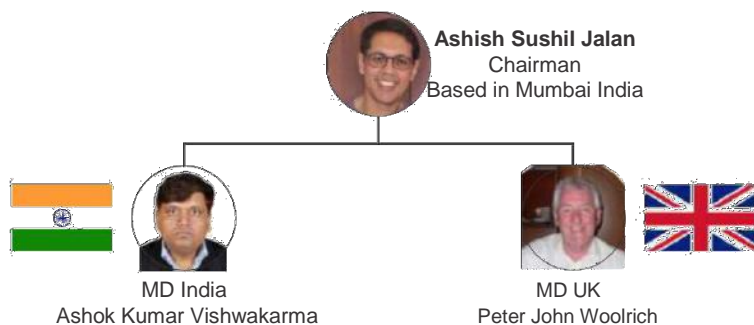 Ashish Sushil Jalan
Chairman
Based in Mumbai India
MD India
Ashok Kumar Vishwakarma
MD UK
Peter John Woolrich